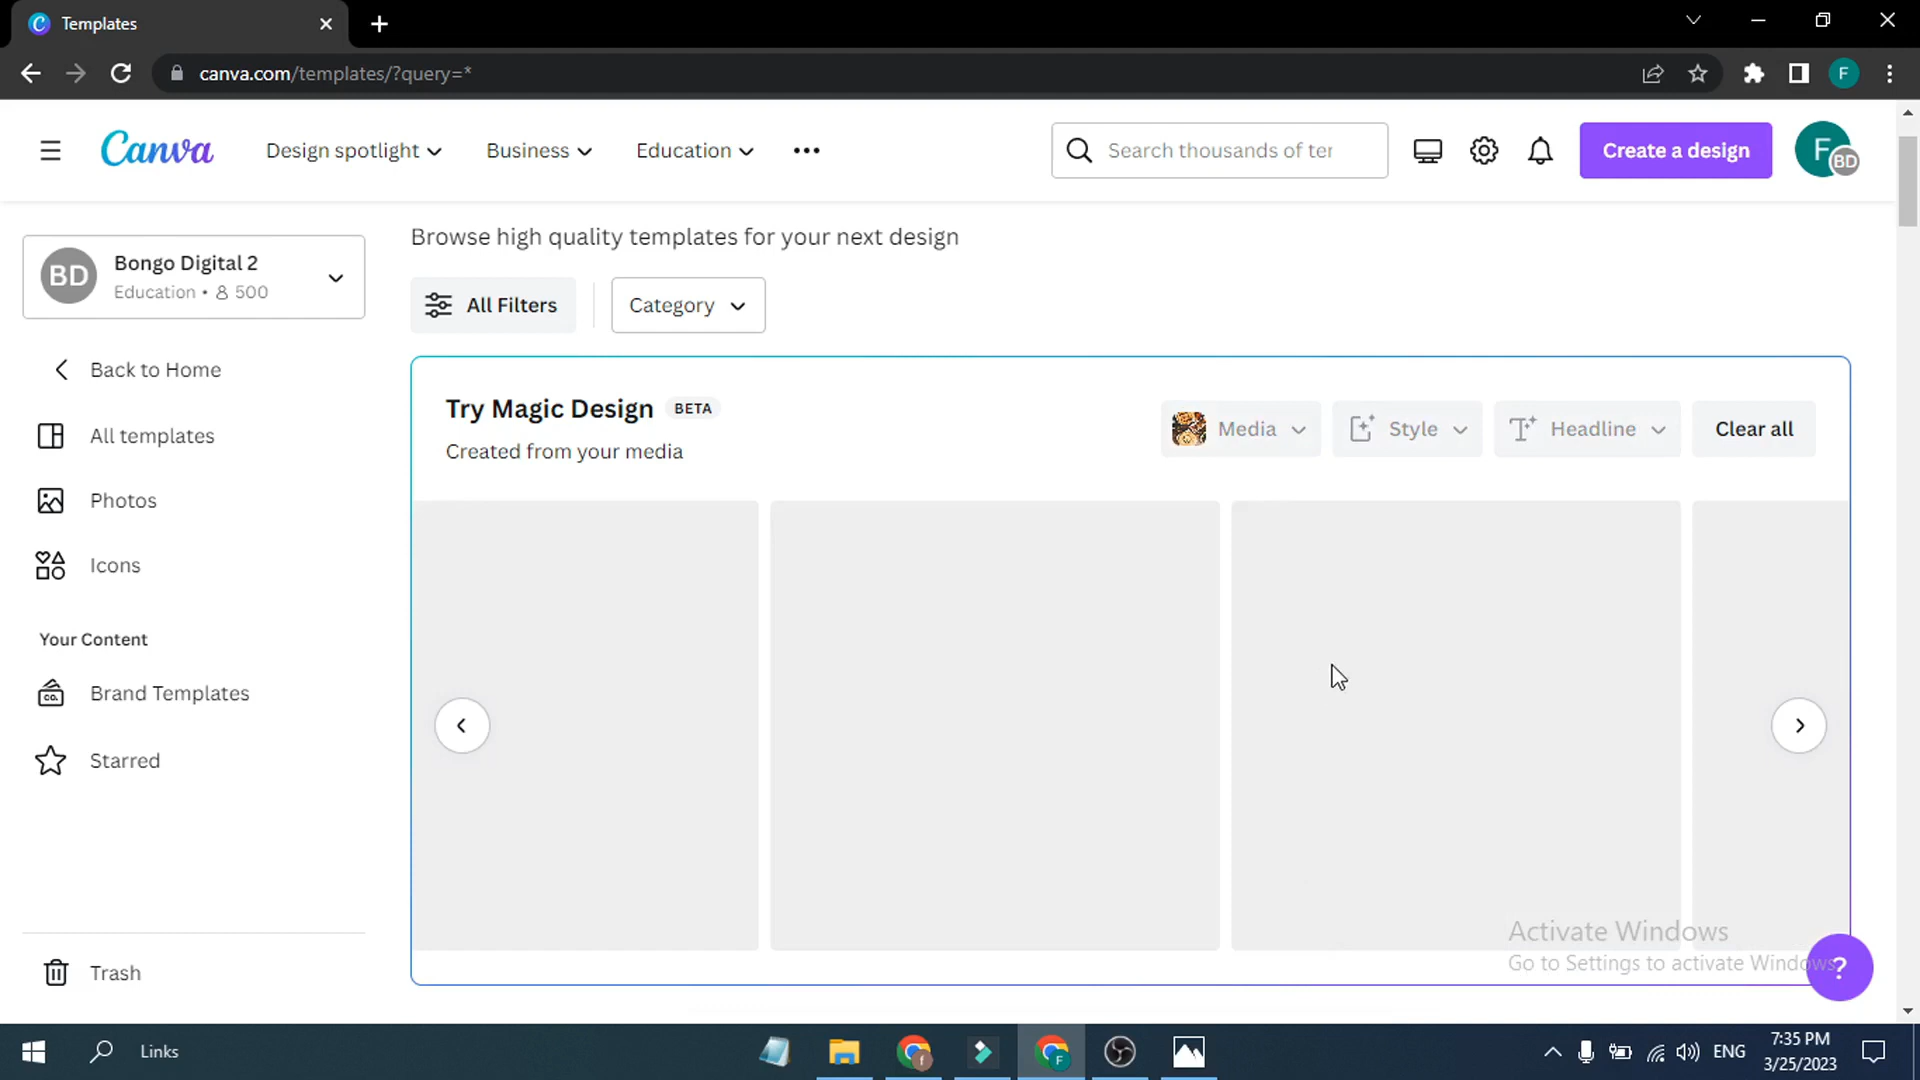 Templates
canva.com/templates/?query=*
F
Canva
Design spotlight
Business
Education
Search thousands of ter
Create a design
F
BD
BD
Bongo Digital 2
Education • 500
Browse high quality templates for your next design
All Filters
Category
Back to Home
All templates
Photos
Icons
Your Content
CO.
Brand Templates
Starred
Trash
Try Magic Design BETA
Created from your media
Media
Style
Headline
Clear all
Activate Windows
Go to Settings to activate Windows
?
Links
ENG
7:35 PM
3/25/2023